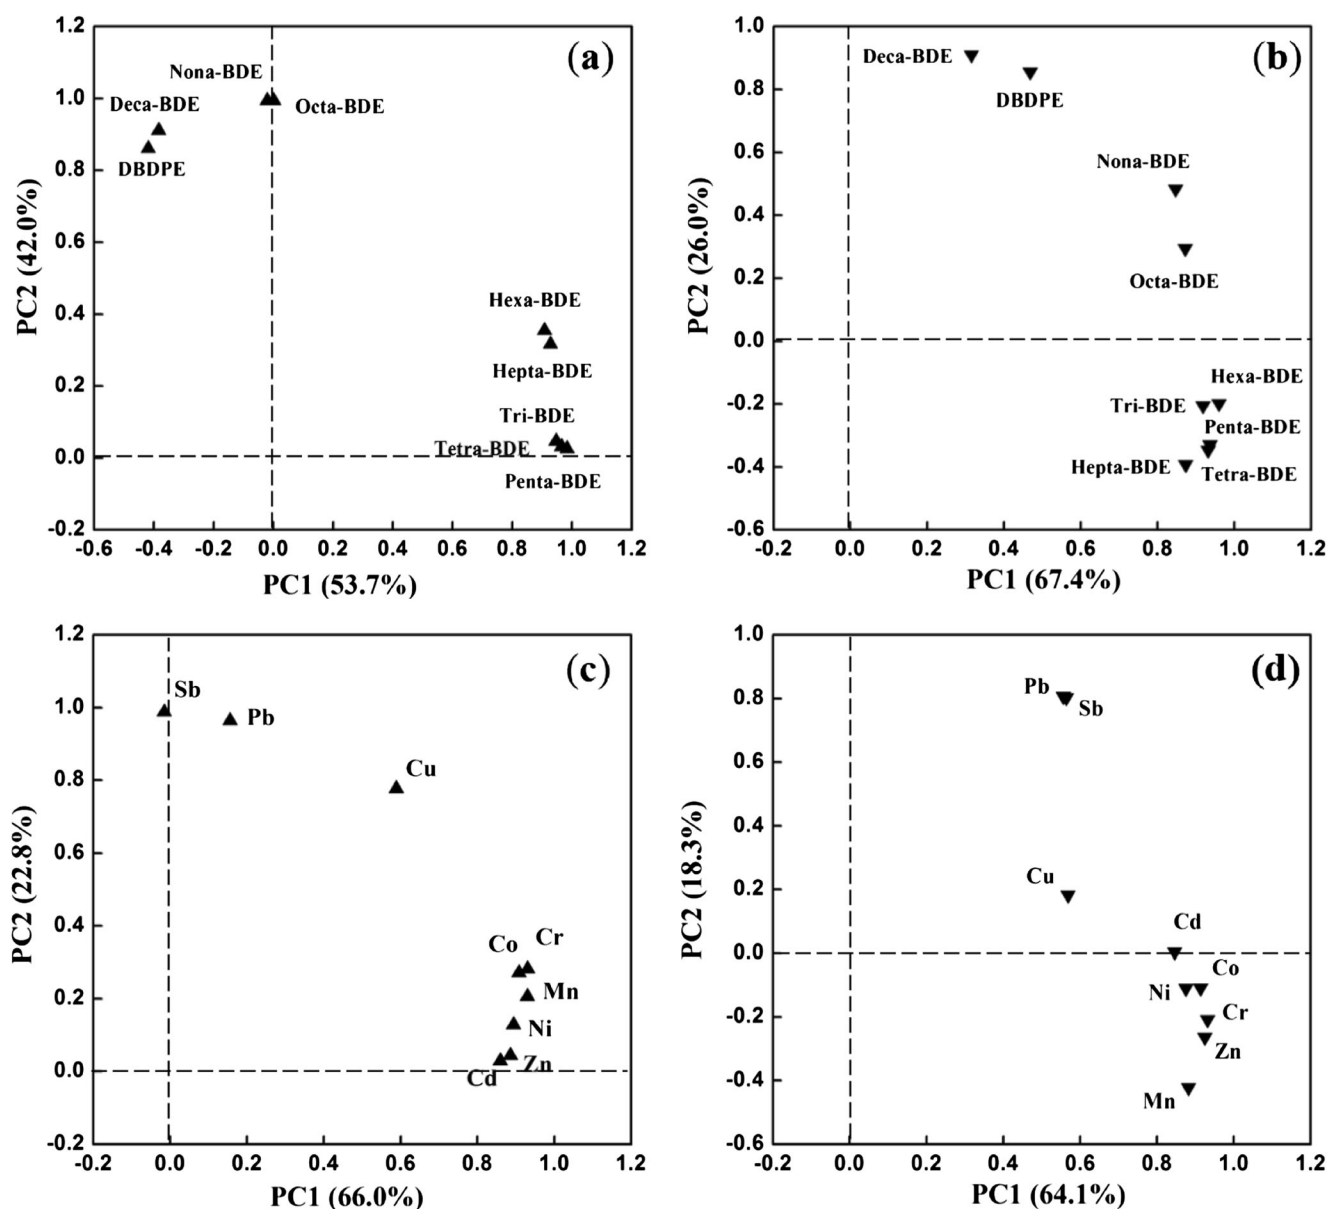 (a)
1.2
1.0
0.8
0.6
0.4
0.2
0.0
-0.2
PC2 (42.0%)
Nona-BDE
Deca-BDE
Octa-BDE
DBDPE
Hexa-BDE
Hepta-BDE
Tri-BDE
Tetra-BDE
Penta-BDE
-0.6 -0.4 -0.2 0.0 0.2 0.4 0.6 0.8 1.0 1.2
PC1 (53.7%)
(b)
1.0
0.8
0.6
0.4
0.2
0.0
-0.2
-0.4
-0.6
PC2 (26.0%)
Deca-BDE
DBDPE
Nona-BDE
Octa-BDE
Hexa-BDE
Tri-BDE
Penta-BDE
Hepta-BDE
Tetra-BDE
-0.2 0.0 0.2 0.4 0.6 0.8 1.0 1.2
PC1 (67.4%)
(c)
1.2
1.0
0.8
0.6
0.4
0.2
0.0
-0.2
PC2 (22.8%)
Sb
Pb
Cu
Co
Cr
Mn
Ni
Zn
Cd
-0.2 0.0 0.2 0.4 0.6 0.8 1.0 1.2
PC1 (66.0%)
(d)
1.0
0.8
0.6
0.4
0.2
0.0
-0.2
-0.4
-0.6
PC2 (18.3%)
Pb
Sb
Cu
Cd
Co
Ni
Cr
Zn
Mn
-0.2 0.0 0.2 0.4 0.6 0.8 1.0 1.2
PC1 (64.1%)